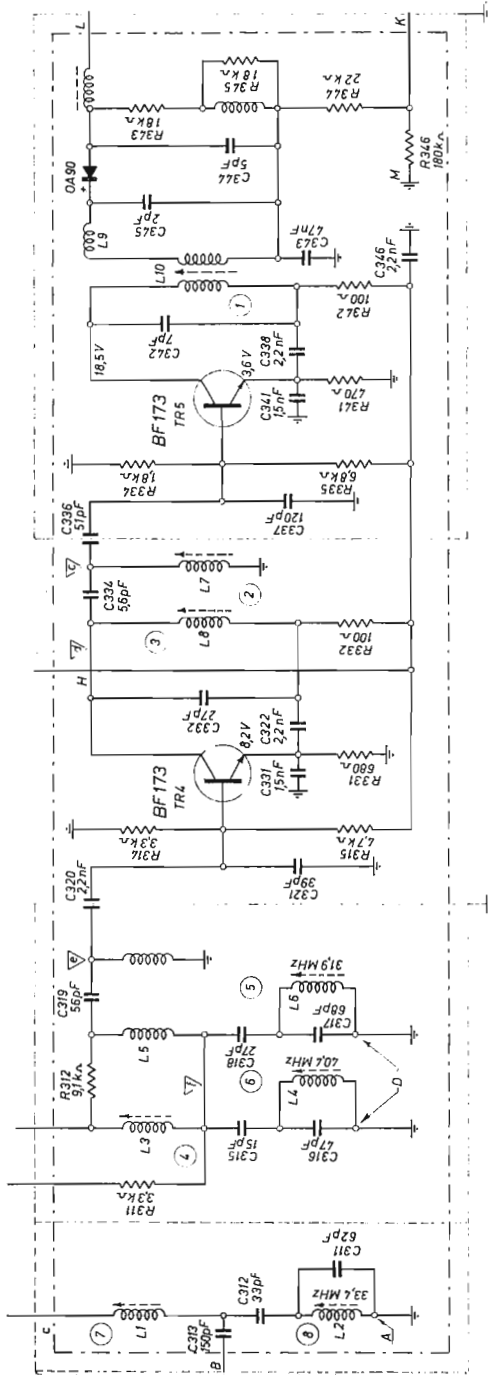 c
7
L1
B
C313
150pF
C312
33pF
8
33,4 MHz
L2
A
C311
62pF
R311
3,3kΩ
4
L3
R312
9,1kΩ
L5
f
C315
15pF
6
C318
27pF
5
40,4 MHz
L4
C316
47pF
D
31,9 MHz
L6
C317
68pF
C319
56pF
e
C320
2,2nF
R314
3,3kΩ
R315
4,7kΩ
C321
39pF
BF173
TR4
8,2V
C331
1,5nF
R331
680Ω
C322
2,2nF
C332
27pF
H
d
3
L8
R332
100Ω
2
L7
C334
5,6pF
c
C336
51pF
R334
1,8kΩ
R335
6,8kΩ
C337
120pF
BF173
TR5
18,5V
3,6V
C341
1,5nF
R341
470Ω
C338
2,2nF
C342
7pF
1
R342
100Ω
L10
L9
C345
2pF
C343
47nF
OA90
+
C344
5pF
R343
18kΩ
R345
18kΩ
R344
22kΩ
L
K
M
R346
180kΩ
C346
2,2nF